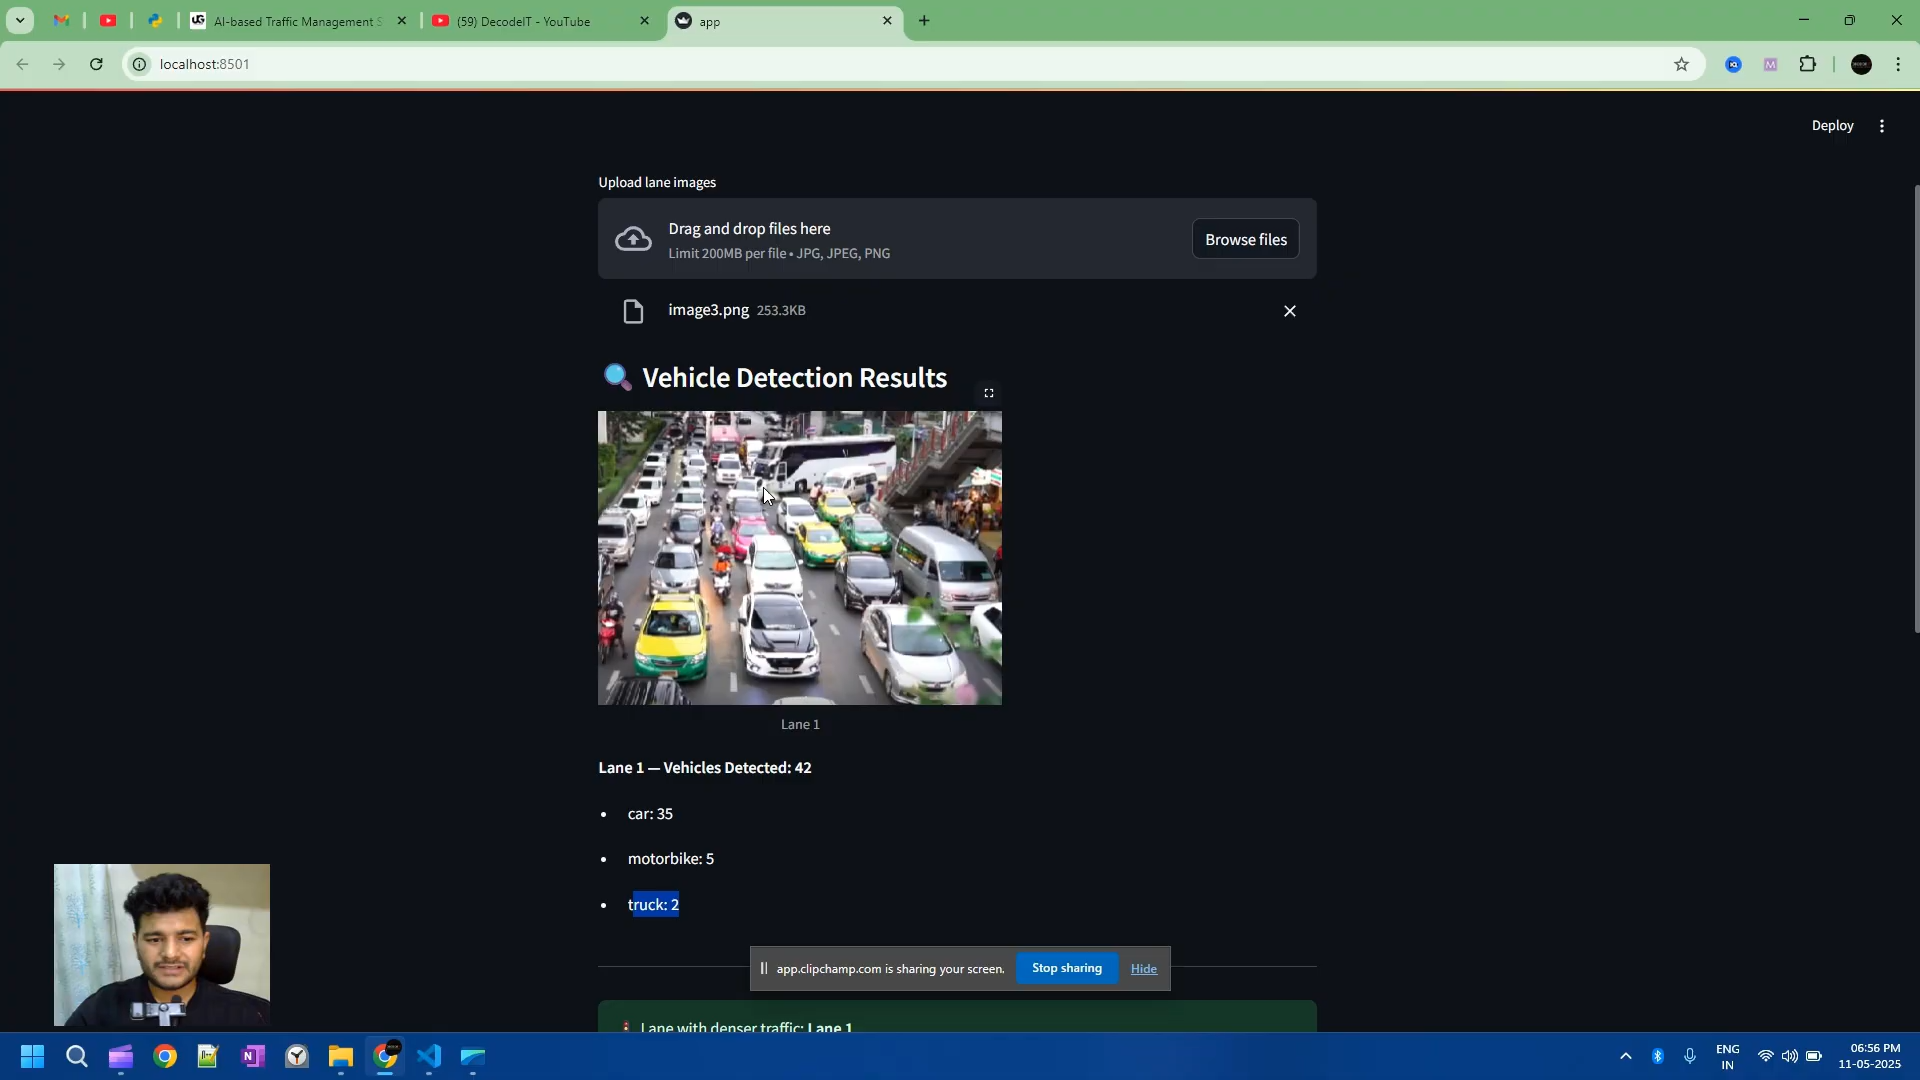 AI-based Traffic Management S
(59) DecodeIT - YouTube
app
localhost:8501
Deploy
Upload lane images
Drag and drop files here
Limit 200MB per file • JPG, JPEG, PNG
Browse files
image3.png 253.3KB
Vehicle Detection Results
Lane 1
Lane 1 — Vehicles Detected: 42
• car: 35
• motorbike: 5
• truck: 2
app.clipchamp.com is sharing your screen.
Stop sharing
Hide
Lane with denser traffic: Lane 1
ENG
IN
06:56 PM
11-05-2025